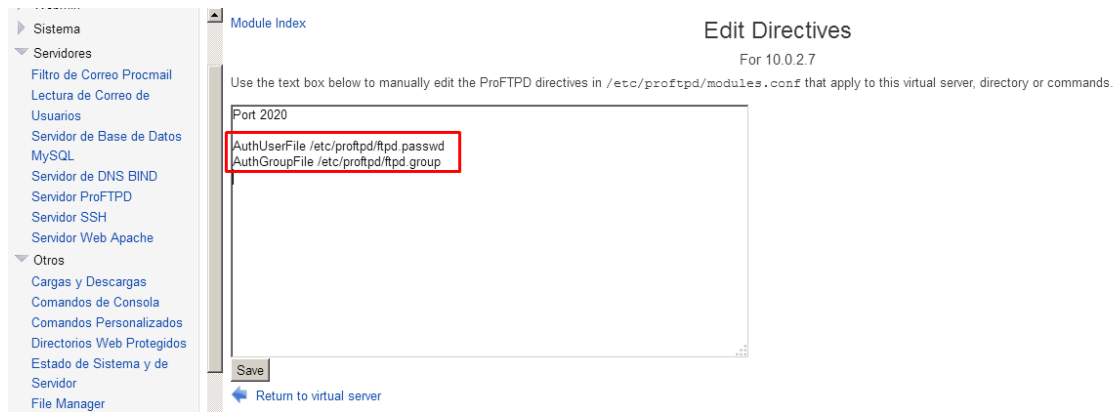 Sistema
Servidores
Filtro de Correo Procmail
Lectura de Correo de
Usuarios
Servidor de Base de Datos
MySQL
Servidor de DNS BIND
Servidor ProFTPD
Servidor SSH
Servidor Web Apache
Otros
Cargas y Descargas
Comandos de Consola
Comandos Personalizados
Directorios Web Protegidos
Estado de Sistema y de
Servidor
File Manager
Module Index
Edit Directives
For 10.0.2.7
Use the text box below to manually edit the ProFTPD directives in /etc/proftpd/modules.conf that apply to this virtual server, directory or commands.
Port 2020
AuthUserFile /etc/proftpd/ftpd.passwd
AuthGroupFile /etc/proftpd/ftpd.group
Save
Return to virtual server